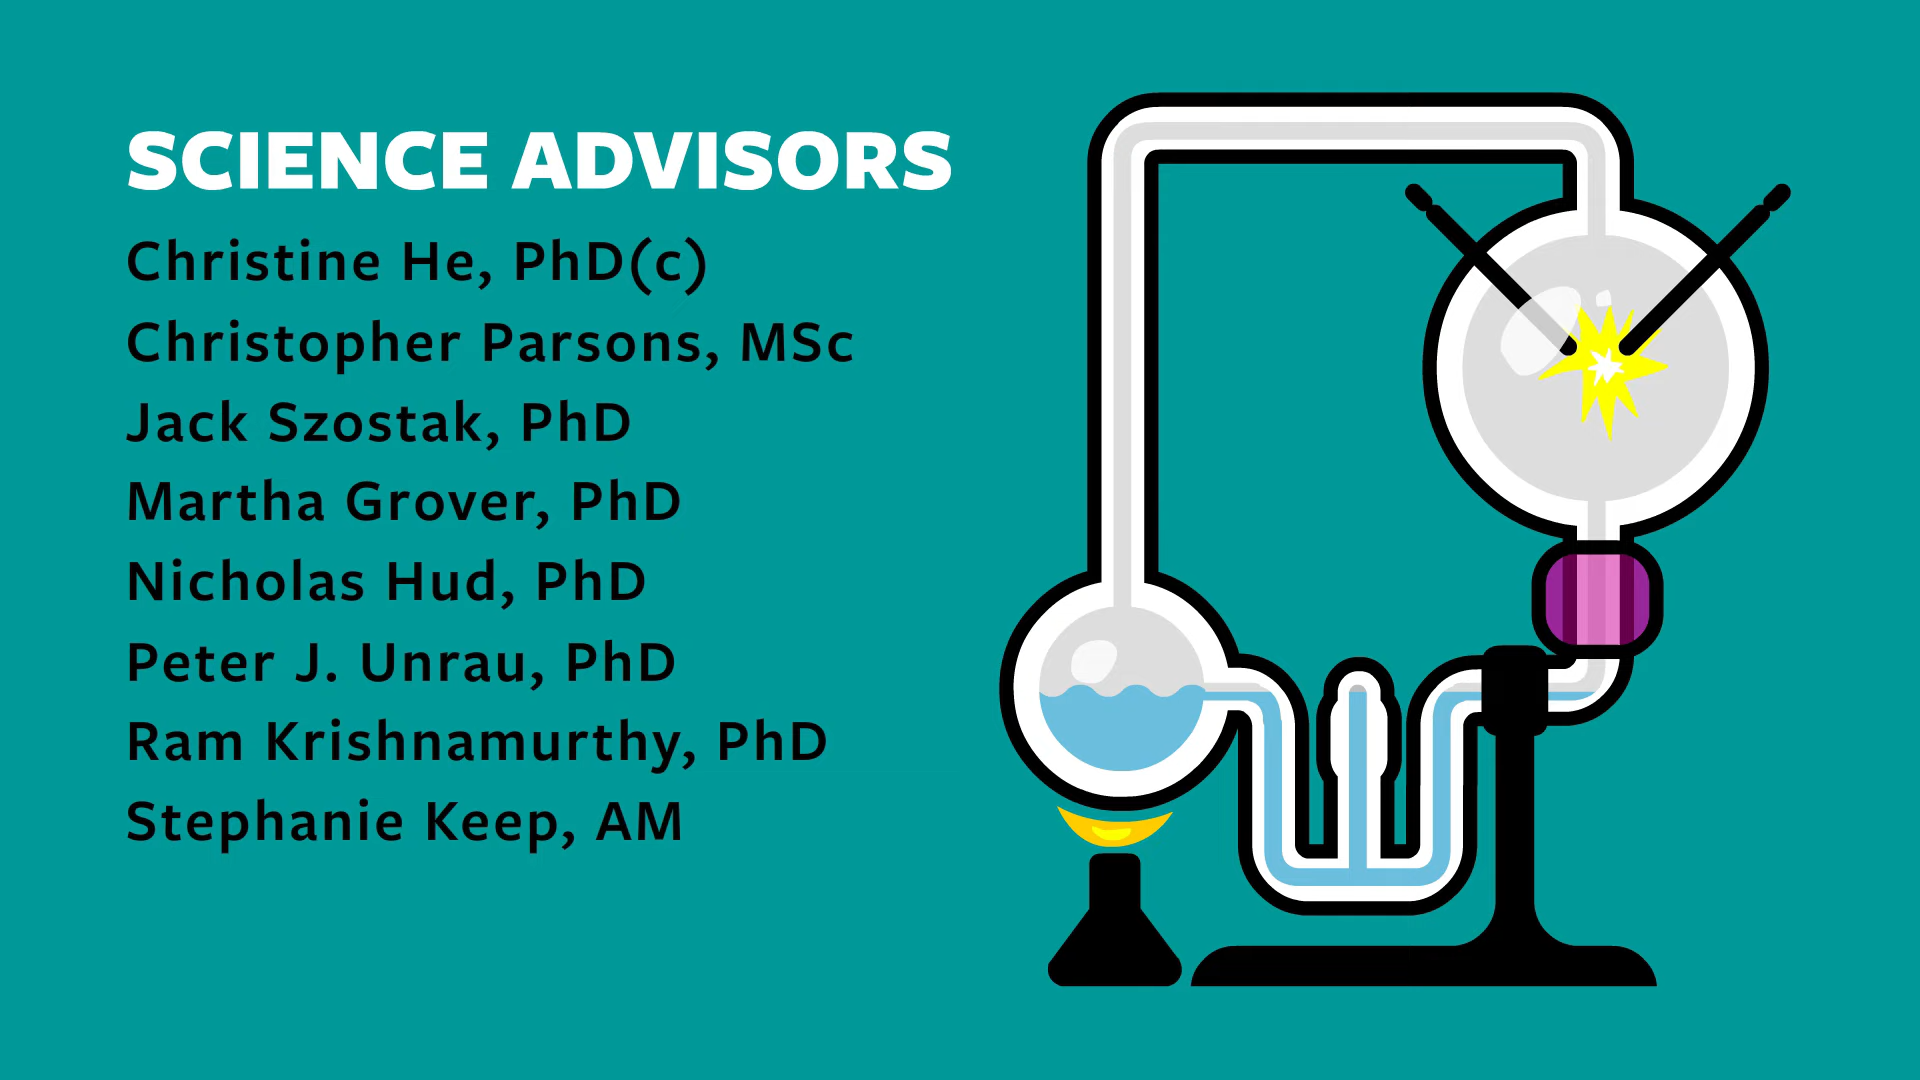 SCIENCE ADVISORS
Christine He, PhD(c)
Christopher Parsons, MSc
Jack Szostak, PhD
Martha Grover, PhD
Nicholas Hud, PhD
Peter J. Unrau, PhD
Ram Krishnamurthy, PhD
Stephanie Keep, AM